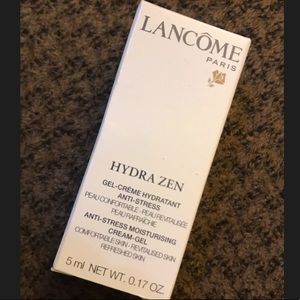 LANCÔME
PARIS
HYDRA ZEN
GEL-CRÈME HYDRATANT
ANTI-STRESS
PEAU CONFORTABLE - PEAU REVITALISÉE
PEAU RAFRAÎCHIE
ANTI-STRESS MOISTURISING
CREAM-GEL
COMFORTABLE SKIN - REVITALISED SKIN
REFRESHED SKIN
5 ml NET WT. 0.17 OZ.